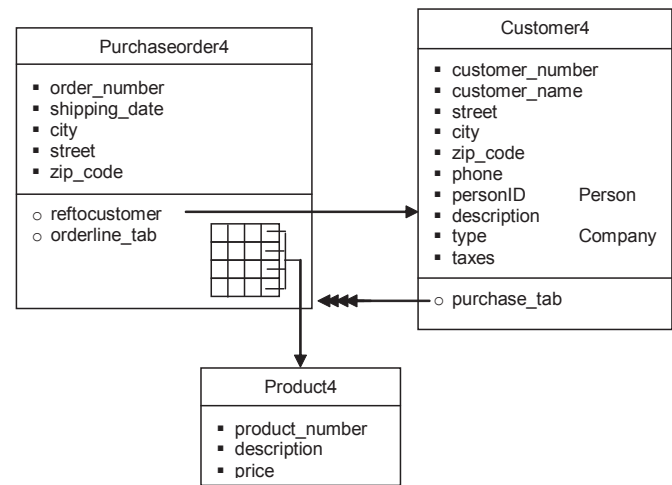 Purchaseorder4
▪ order_number
▪ shipping_date
▪ city
▪ street
▪ zip_code
○ reftocustomer
○ orderline_tab
Customer4
▪ customer_number
▪ customer_name
▪ street
▪ city
▪ zip_code
▪ phone
▪ personID Person
▪ description
▪ type Company
▪ taxes
○ purchase_tab
Product4
▪ product_number
▪ description
▪ price